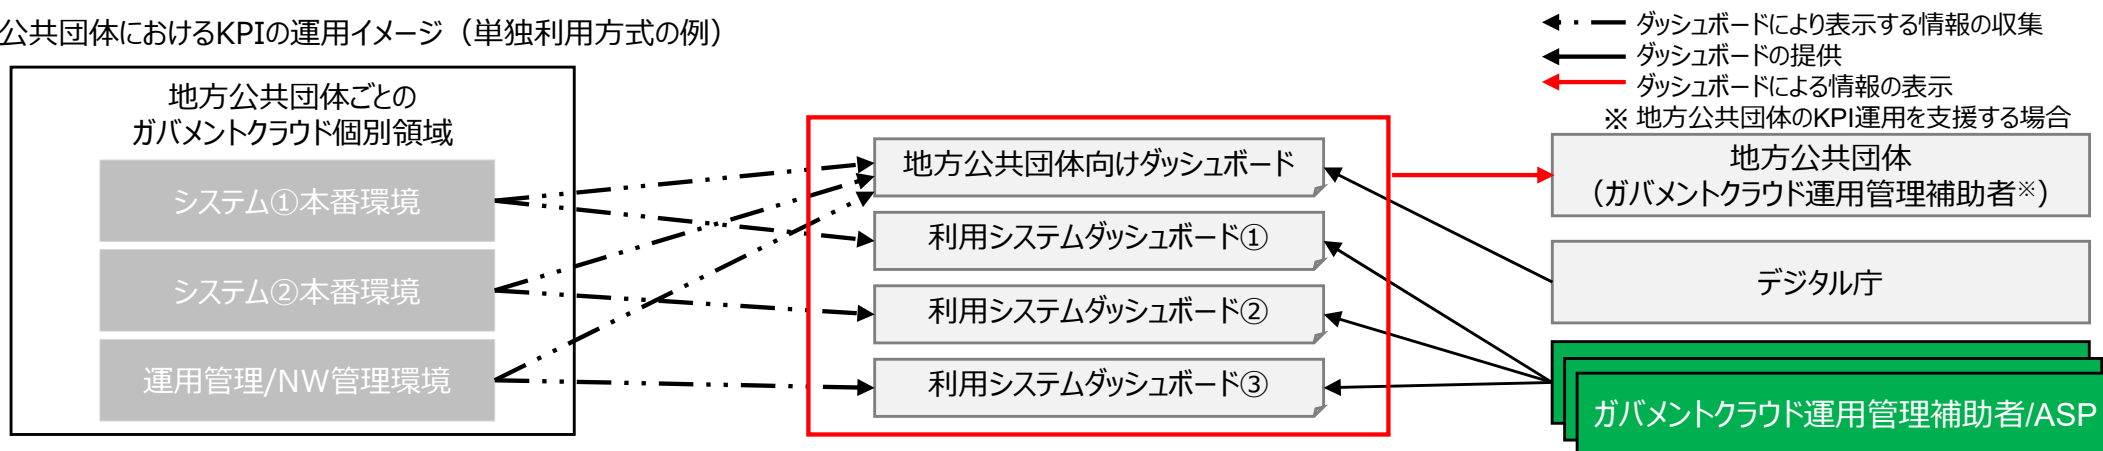 公共団体におけるKPIの運用イメージ（単独利用方式の例）
ダッシュボードにより表示する情報の収集
ダッシュボードの提供
ダッシュボードによる情報の表示
※ 地方公共団体のKPI運用を支援する場合
地方公共団体ごとの
ガバメントクラウド個別領域
システム①本番環境
システム②本番環境
運用管理/NW管理環境
地方公共団体向けダッシュボード
利用システムダッシュボード①
利用システムダッシュボード②
利用システムダッシュボード③
地方公共団体
（ガバメントクラウド運用管理補助者※）
デジタル庁
ガバメントクラウド運用管理補助者/ASP